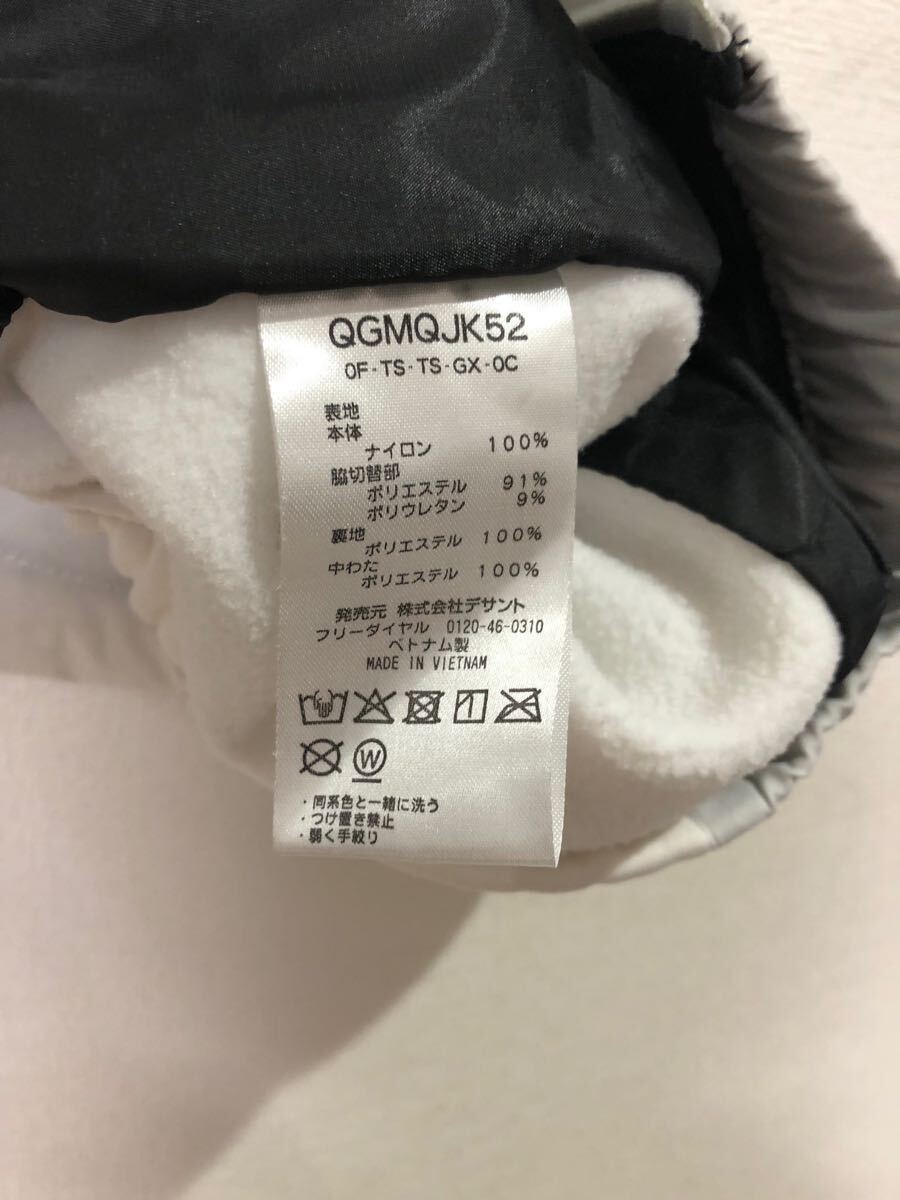 QGMQJK52
0F-TS-TS-GX-0C
表地
本体
ナイロン 100%
脇切替部
ポリエステル 91%
ポリウレタン 9%
裏地
ポリエステル 100%
中わた
ポリエステル 100%
発売元 株式会社デサント
フリーダイヤル 0120-46-0310
ベトナム製
MADE IN VIETNAM
W
・同系色と一緒に洗う
・つけ置き禁止
・弱く手絞り